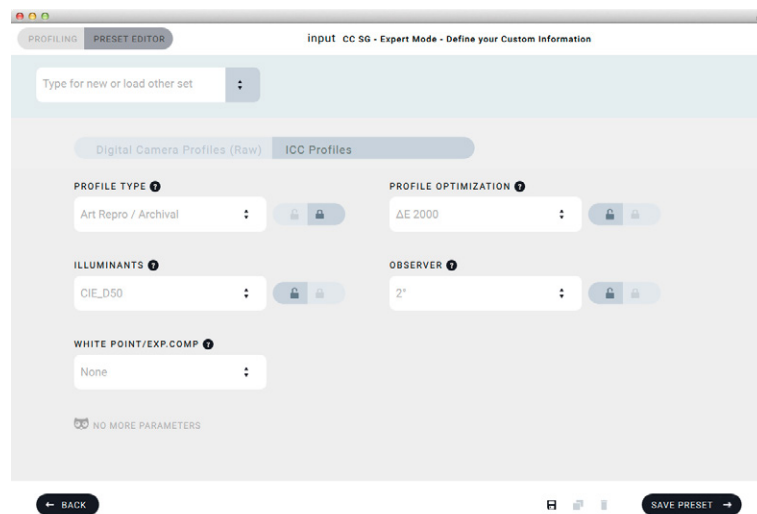 PROFILING PRESET EDITOR input CC SG - Expert Mode - Define your Custom Information
Type for new or load other set
Digital Camera Profiles (Raw) ICC Profiles
PROFILE TYPE ? PROFILE OPTIMIZATION ?
Art Repro / Archival ΔE 2000
ILLUMINANTS ? OBSERVER ?
CIE_D50 2°
WHITE POINT/EXP.COMP ?
None
NO MORE PARAMETERS
← BACK SAVE PRESET →